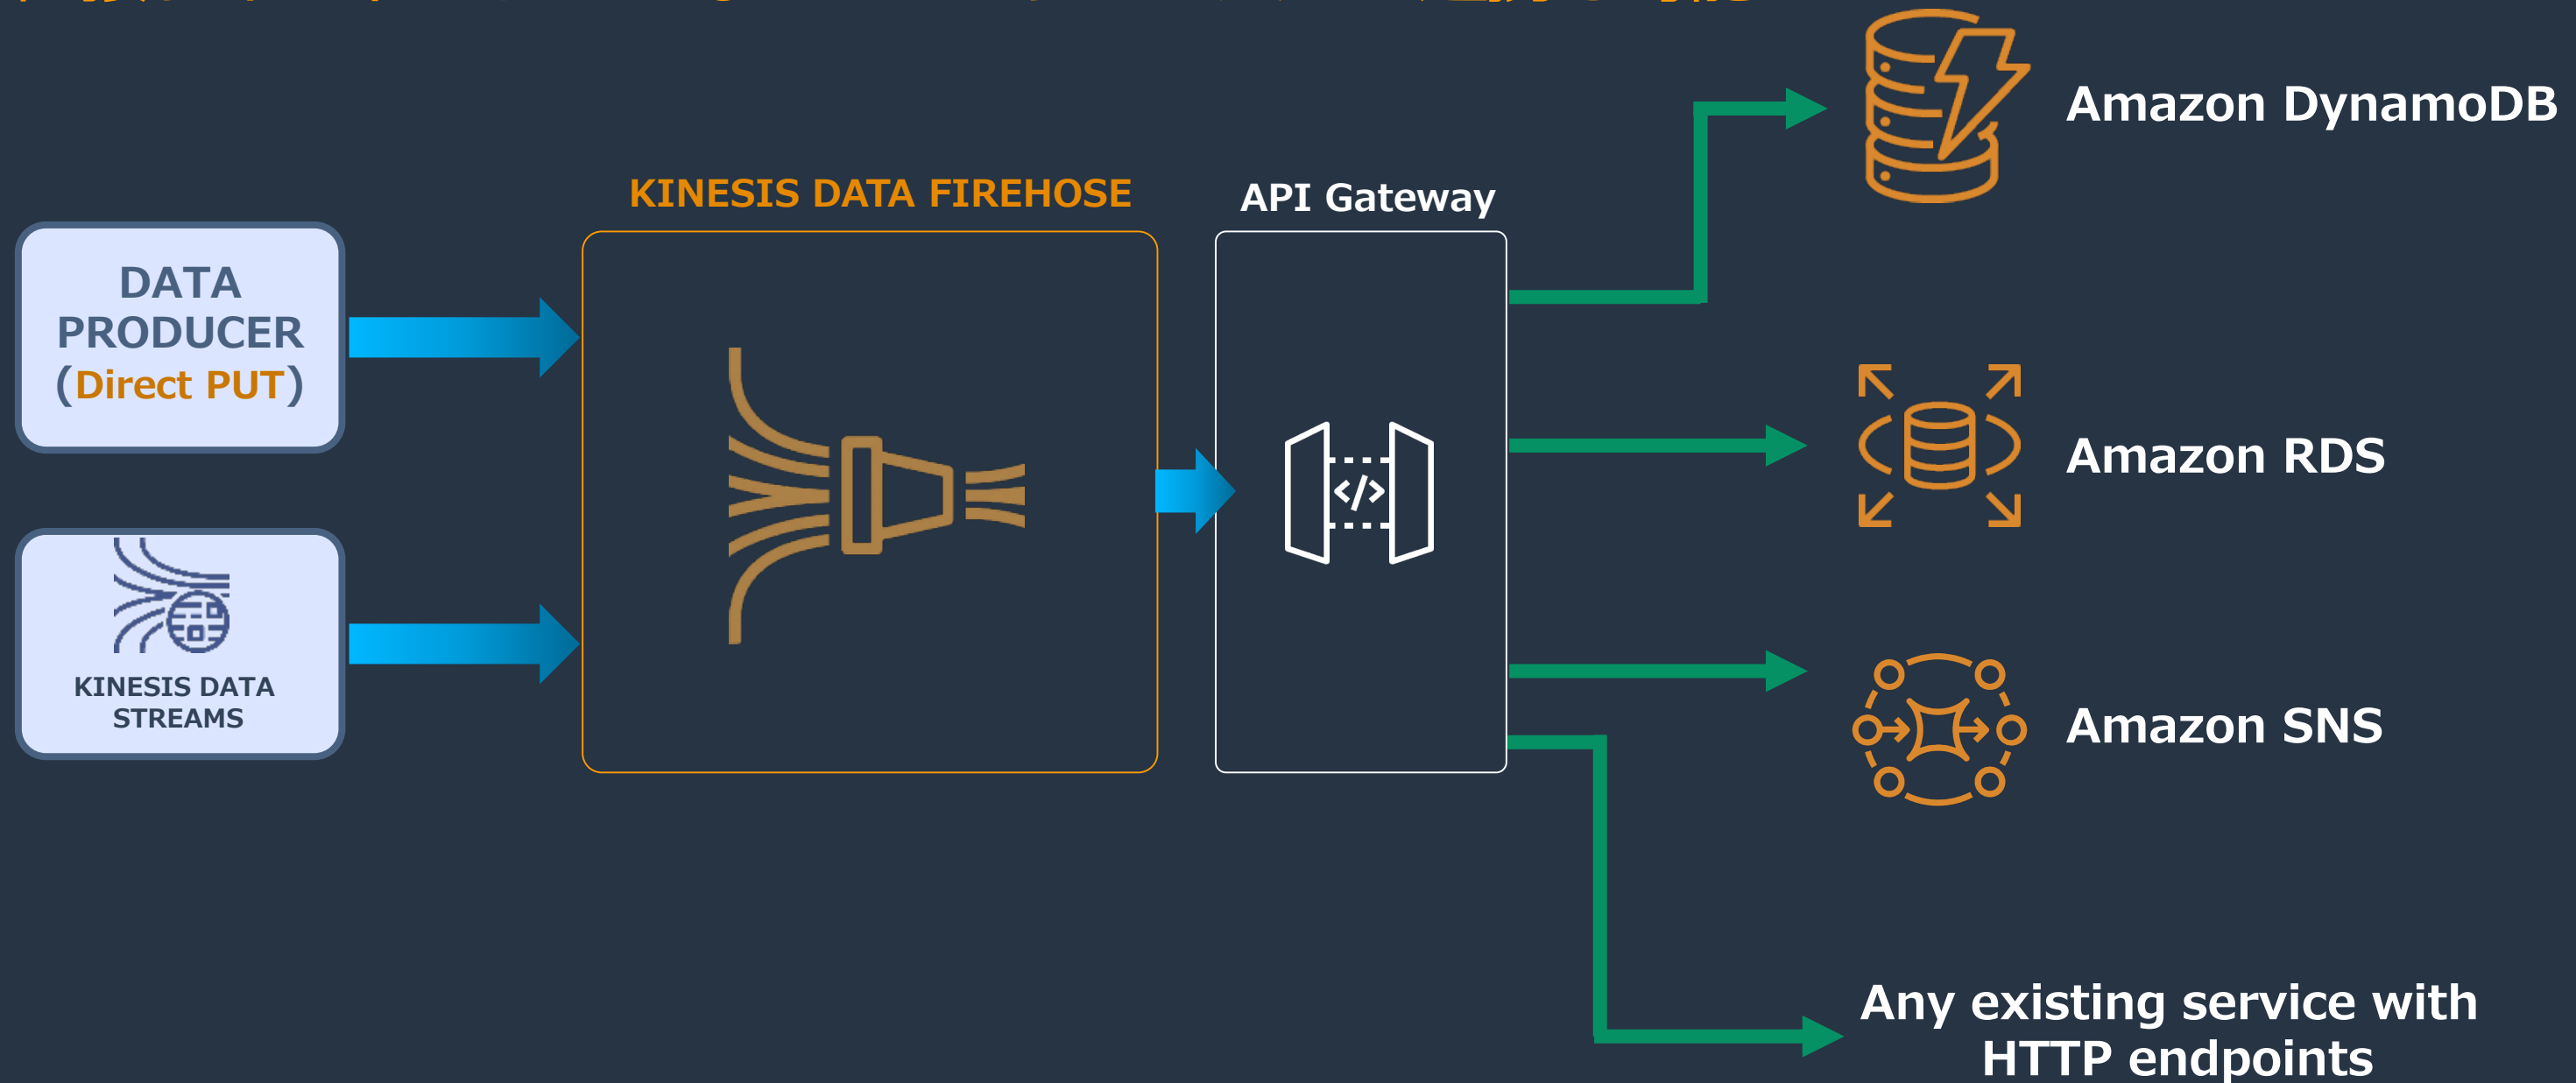 KINESIS DATA FIREHOSE
API Gateway
DATA
PRODUCER
(Direct PUT)
KINESIS DATA
STREAMS
Amazon DynamoDB
Amazon RDS
Amazon SNS
Any existing service with
HTTP endpoints